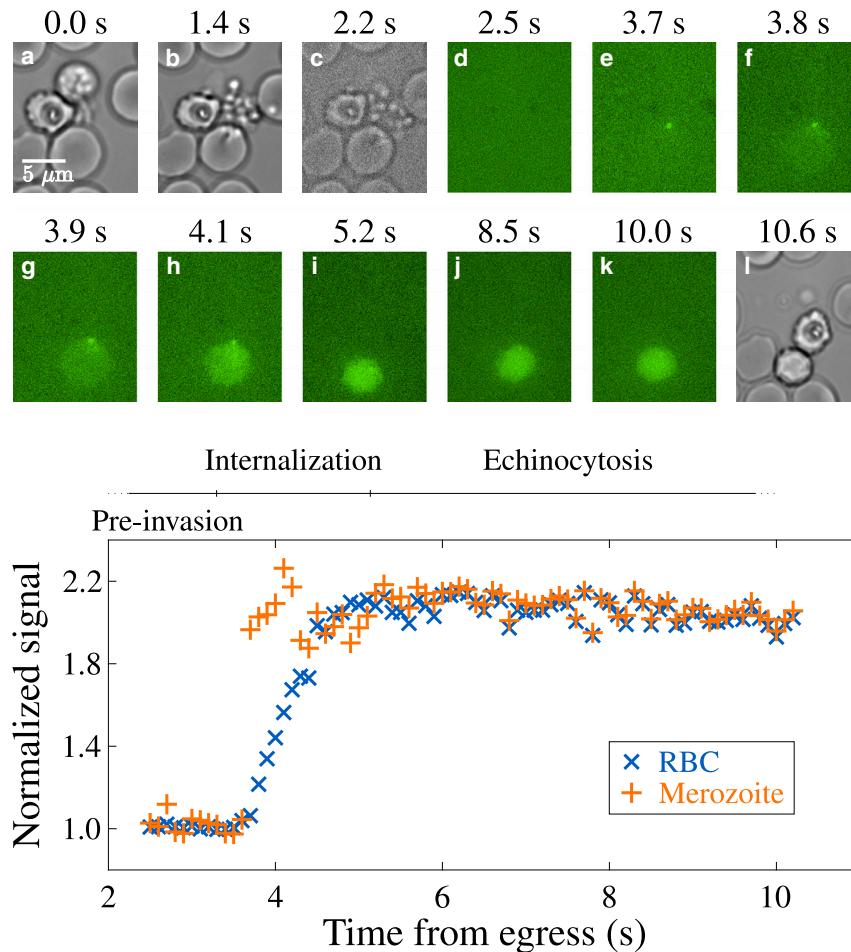 0.0 s 1.4 s 2.2 s 2.5 s 3.7 s 3.8 s
a b c d e f
5 μm
3.9 s 4.1 s 5.2 s 8.5 s 10.0 s 10.6 s
g h i j k l
Internalization Echinocytosis
Pre-invasion
Normalized signal
2.2
1.8
1.4
1.0
RBC
Merozoite
2 4 6 8 10
Time from egress (s)